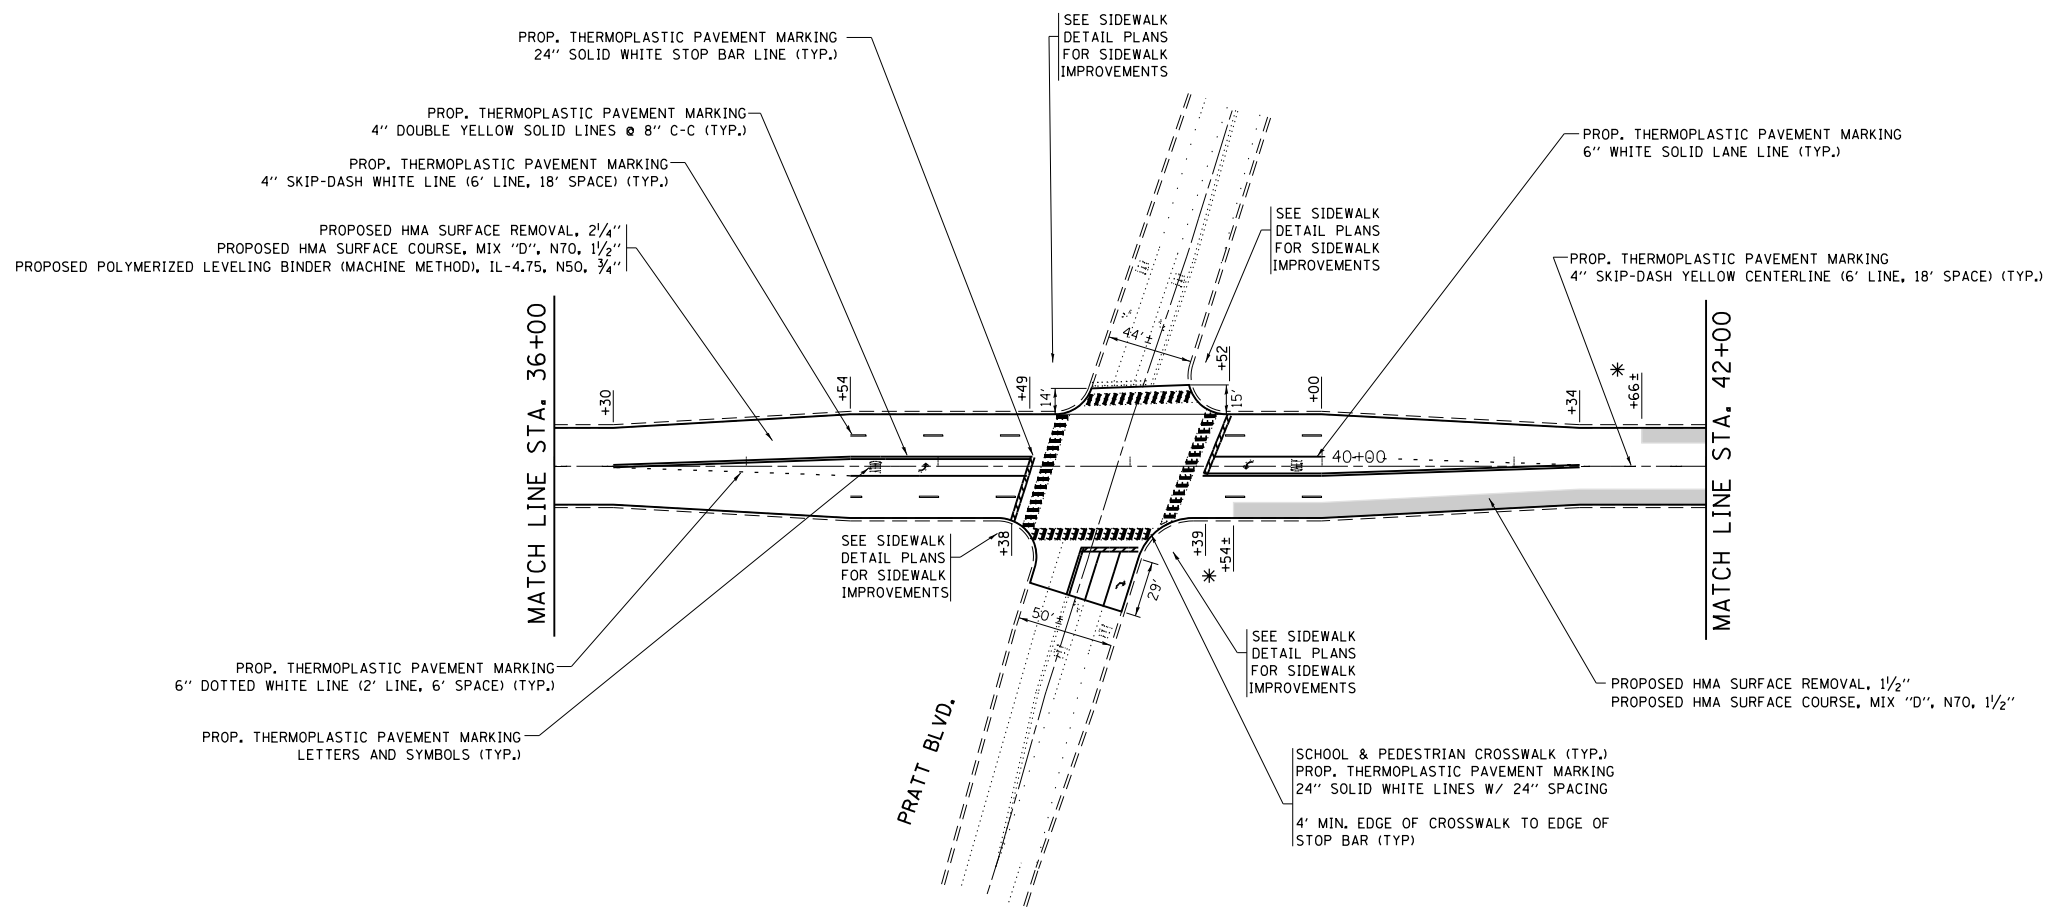 SEE SIDEWALK
DETAIL PLANS
FOR SIDEWALK
IMPROVEMENTS
PROP. THERMOPLASTIC PAVEMENT MARKING
24" SOLID WHITE STOP BAR LINE (TYP.)
PROP. THERMOPLASTIC PAVEMENT MARKING
4" DOUBLE YELLOW SOLID LINES @ 8" C-C (TYP.)
PROP. THERMOPLASTIC PAVEMENT MARKING
4" SKIP-DASH WHITE LINE (6' LINE, 18' SPACE) (TYP.)
PROPOSED HMA SURFACE REMOVAL, 2 1/4"
PROPOSED HMA SURFACE COURSE, MIX "D", N70, 1 1/2"
PROPOSED POLYMERIZED LEVELING BINDER (MACHINE METHOD), IL-4.75, N50, 3/4"
PROP. THERMOPLASTIC PAVEMENT MARKING
6" WHITE SOLID LANE LINE (TYP.)
SEE SIDEWALK
DETAIL PLANS
FOR SIDEWALK
IMPROVEMENTS
PROP. THERMOPLASTIC PAVEMENT MARKING
4" SKIP-DASH YELLOW CENTERLINE (6' LINE, 18' SPACE) (TYP.)
MATCH LINE STA. 36+00
+30
+54
+49
14'
44'±
+52
15'
+00
+34
*
+66±
MATCH LINE STA. 42+00
40+00
ONLY
ONLY
+38
+39
*
+54±
29'
50'±
SEE SIDEWALK
DETAIL PLANS
FOR SIDEWALK
IMPROVEMENTS
SEE SIDEWALK
DETAIL PLANS
FOR SIDEWALK
IMPROVEMENTS
PROP. THERMOPLASTIC PAVEMENT MARKING
6" DOTTED WHITE LINE (2' LINE, 6' SPACE) (TYP.)
PROP. THERMOPLASTIC PAVEMENT MARKING
LETTERS AND SYMBOLS (TYP.)
PRATT BLVD.
PROPOSED HMA SURFACE REMOVAL, 1 1/2"
PROPOSED HMA SURFACE COURSE, MIX "D", N70, 1 1/2"
SCHOOL & PEDESTRIAN CROSSWALK (TYP.)
PROP. THERMOPLASTIC PAVEMENT MARKING
24" SOLID WHITE LINES W/ 24" SPACING
4' MIN. EDGE OF CROSSWALK TO EDGE OF
STOP BAR (TYP)